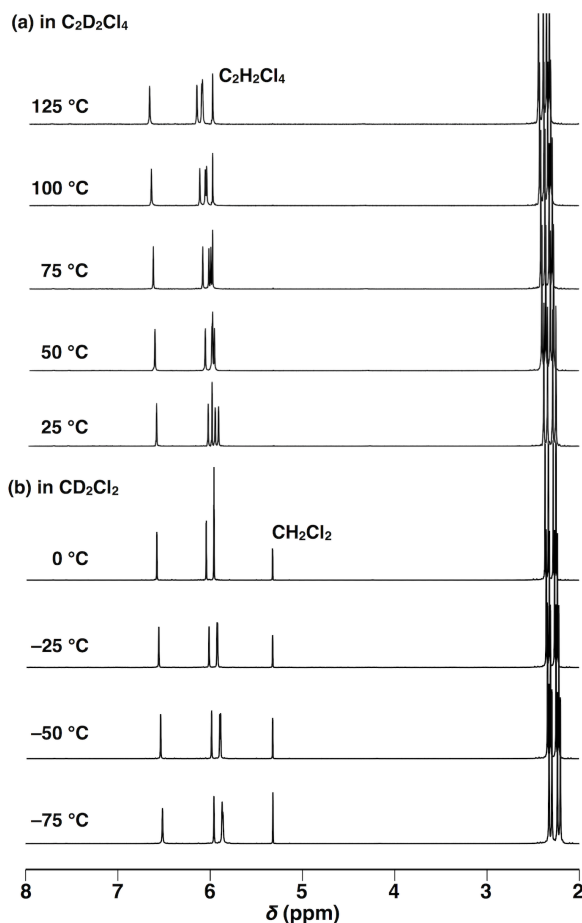 (a) in C₂D₂Cl₄
C₂H₂Cl₄
125 °C
100 °C
75 °C
50 °C
25 °C
(b) in CD₂Cl₂
CH₂Cl₂
0 °C
–25 °C
–50 °C
–75 °C
8 7 6 5 4 3 2
δ (ppm)